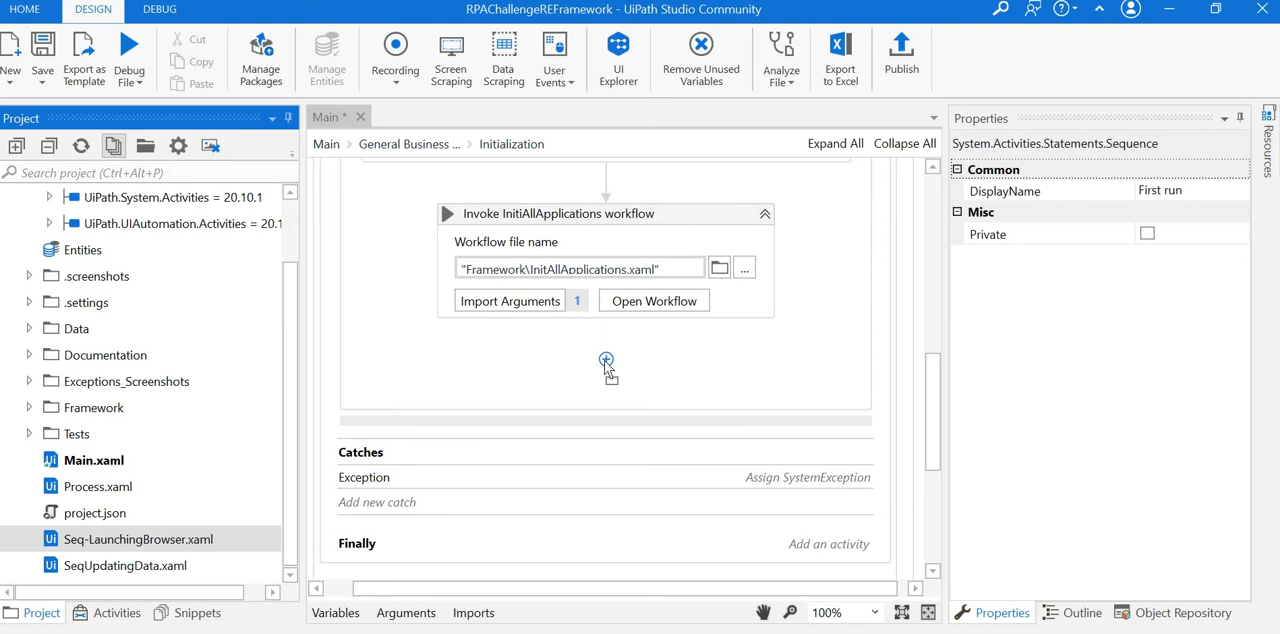 HOME DESIGN DEBUG RPAChallengeREFramework - UiPath Studio Community
New Save Export as Template Debug File Cut Copy Paste Manage Packages Manage Entities Recording Screen Scraping Data Scraping User Events UI Explorer Remove Unused Variables Analyze File Export to Excel Publish
Project
Search project (Ctrl+Alt+P)
UiPath.System.Activities = 20.10.1
UiPath.UIAutomation.Activities = 20.1
Entities
.screenshots
.settings
Data
Documentation
Exceptions_Screenshots
Framework
Tests
Main.xaml
Process.xaml
project.json
Seq-LaunchingBrowser.xaml
SeqUpdatingData.xaml
Project Activities Snippets
Main *
Main > General Business ... > Initialization Expand All Collapse All
Invoke InitiAllApplications workflow
Workflow file name
"Framework\InitAllApplications.xaml" ...
Import Arguments 1 Open Workflow
Catches
Exception Assign SystemException
Add new catch
Finally Add an activity
Variables Arguments Imports 100%
Properties
System.Activities.Statements.Sequence
Common
DisplayName First run
Misc
Private
Properties Outline Object Repository
Resources